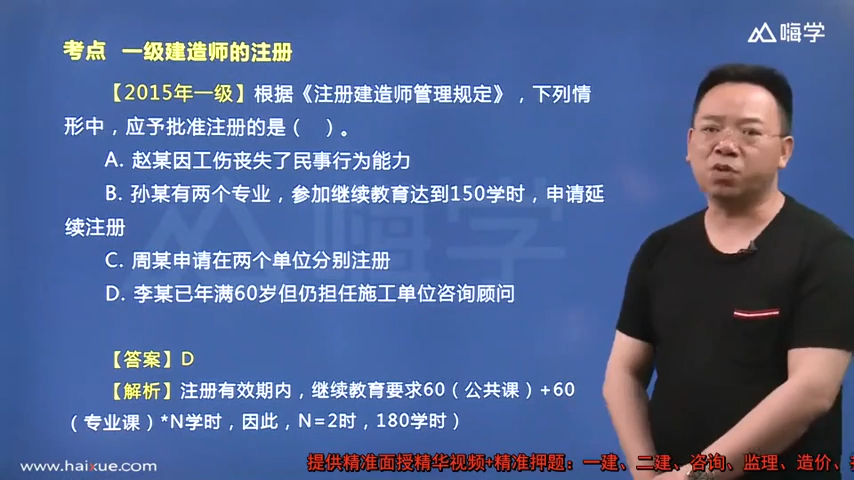 嗨学
考点 一级建造师的注册
【2015年一级】根据《注册建造师管理规定》，下列情
形中，应予批准注册的是（ ）。
A. 赵某因工伤丧失了民事行为能力
B. 孙某有两个专业，参加继续教育达到150学时，申请延
续注册
C. 周某申请在两个单位分别注册
D. 李某已年满60岁但仍担任施工单位咨询顾问
【答案】D
【解析】注册有效期内，继续教育要求60（公共课）+60
（专业课）*N学时，因此，N=2时，180学时）
www.haixue.com
提供精准面授精华视频+精准押题：一建、二建、咨询、监理、造价、